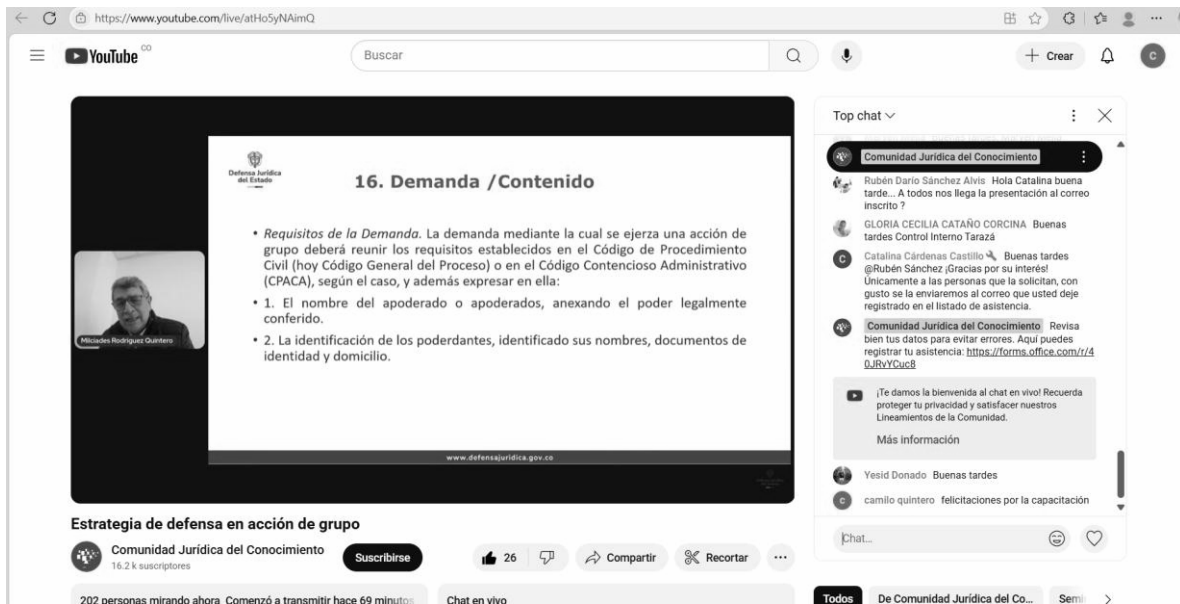 https://www.youtube.com/live/atHo5yNAimQ
YouTube CO
Buscar
Crear
C
Defensa Jurídica
del Estado
16. Demanda /Contenido
• Requisitos de la Demanda. La demanda mediante la cual se ejerza una acción de
grupo deberá reunir los requisitos establecidos en el Código de Procedimiento
Civil (hoy Código General del Proceso) o en el Código Contencioso Administrativo
(CPACA), según el caso, y además expresar en ella:
• 1. El nombre del apoderado o apoderados, anexando el poder legalmente
conferido.
• 2. La identificación de los poderdantes, identificado sus nombres, documentos de
identidad y domicilio.
Milciades Rodriguez Quintero
www.defensajuridica.gov.co
Estrategia de defensa en acción de grupo
Comunidad Jurídica del Conocimiento
16.2 k suscriptores
Suscribirse
26
Compartir
Recortar
202 personas mirando ahora Comenzó a transmitir hace 69 minutos
Chat en vivo
Top chat
Comunidad Jurídica del Conocimiento
Rubén Darío Sánchez Alvis Hola Catalina buena
tarde... A todos nos llega la presentación al correo
inscrito ?
GLORIA CECILIA CATAÑO CORCINA Buenas
tardes Control Interno Tarazá
C
Catalina Cárdenas Castillo Buenas tardes
@Rubén Sánchez ¡Gracias por su interés!
Únicamente a las personas que la solicitan, con
gusto se la enviaremos al correo que usted deje
registrado en el listado de asistencia.
Comunidad Jurídica del Conocimiento Revisa
bien tus datos para evitar errores. Aquí puedes
registrar tu asistencia: https://forms.office.com/r/4
0JRvYCuc8
¡Te damos la bienvenida al chat en vivo! Recuerda
proteger tu privacidad y satisfacer nuestros
Lineamientos de la Comunidad.
Más información
Yesid Donado Buenas tardes
c
camilo quintero felicitaciones por la capacitación
Chat...
Todos
De Comunidad Jurídica del Co...
Semi